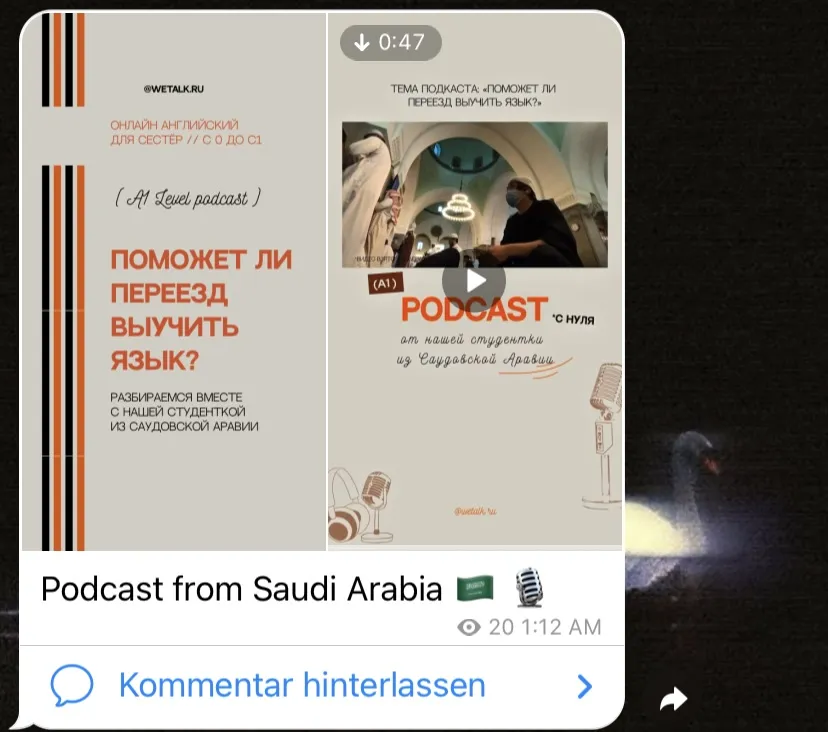 @WETALK.RU
ОНЛАЙН АНГЛИЙСКИЙ
ДЛЯ СЕСТЁР // С 0 ДО C1
( A1 Level podcast )
ПОМОЖЕТ ЛИ
ПЕРЕЕЗД
ВЫУЧИТЬ
ЯЗЫК?
РАЗБИРАЕМСЯ ВМЕСТЕ
С НАШЕЙ СТУДЕНТКОЙ
ИЗ САУДОВСКОЙ АРАВИИ
0:47
ТЕМА ПОДКАСТА: «ПОМОЖЕТ ЛИ
ПЕРЕЕЗД ВЫУЧИТЬ ЯЗЫК?»
(A1)
PODCAST
*С НУЛЯ
от нашей студентки
из Саудовской Аравии
@wetalk.ru
Podcast from Saudi Arabia 🇸🇦 🎙
20 1:12 AM
Kommentar hinterlassen